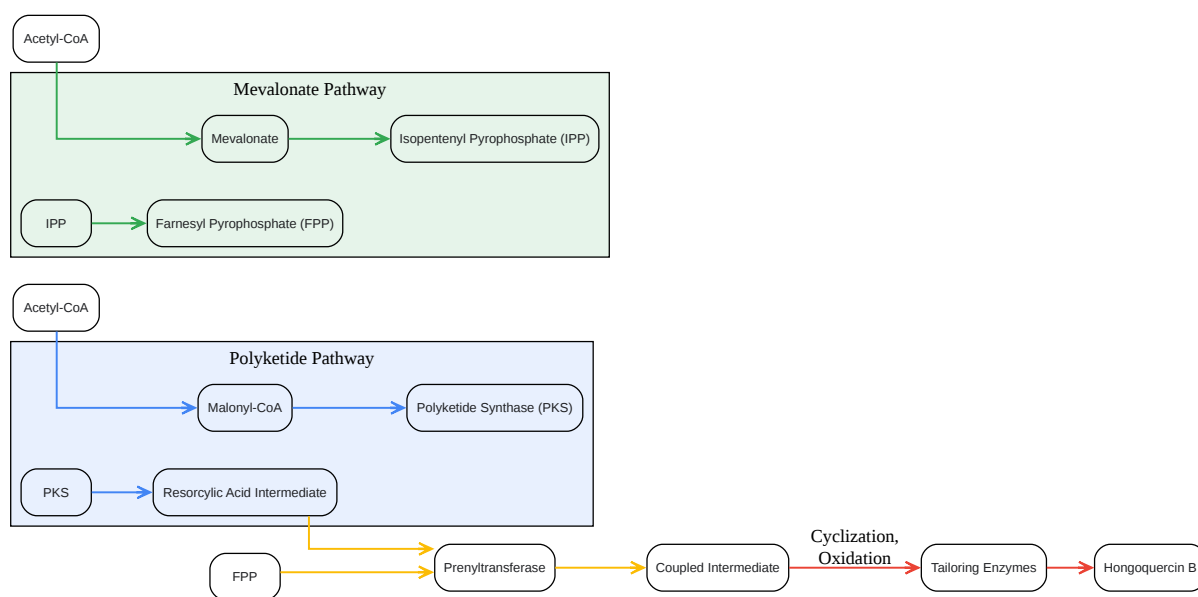 Acetyl-CoA
Mevalonate Pathway
Mevalonate
Isopentenyl Pyrophosphate (IPP)
IPP
Farnesyl Pyrophosphate (FPP)
Acetyl-CoA
Polyketide Pathway
Malonyl-CoA
Polyketide Synthase (PKS)
PKS
Resorcylic Acid Intermediate
FPP
Prenyltransferase
Coupled Intermediate
Cyclization,
Oxidation
Tailoring Enzymes
Hongoquercin B